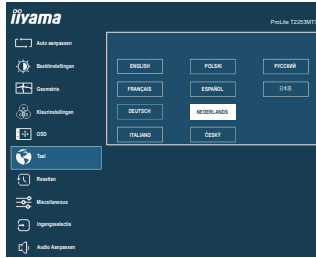 iiyama
ProLite T2253MTS
Auto aanpassen
Beeldinstellingen
Geometrie
Kleurinstellingen
OSD
Taal
Resetten
Miscellaneous
Ingangsselectie
Audio Aanpassen
ENGLISH
POLSKI
РУССКИЙ
FRANÇAIS
ESPAÑOL
日本語
DEUTSCH
NEDERLANDS
ITALIANO
ČESKÝ